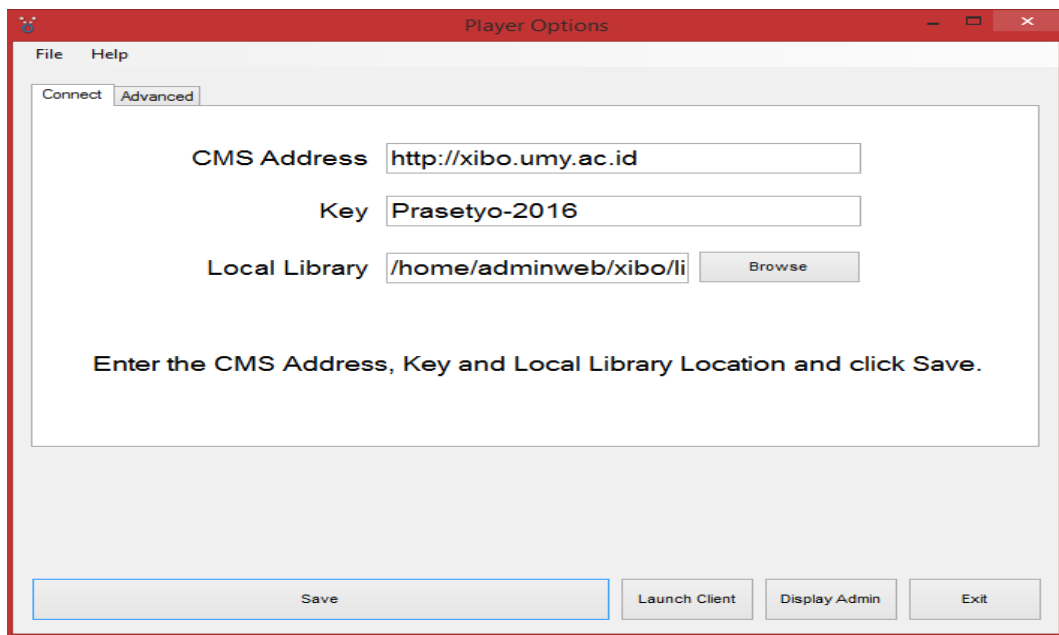 Player Options
File Help
Connect Advanced
CMS Address http://xibo.umy.ac.id
Key Prasetyo-2016
Local Library /home/adminweb/xibo/li Browse
Enter the CMS Address, Key and Local Library Location and click Save.
Save Launch Client Display Admin Exit